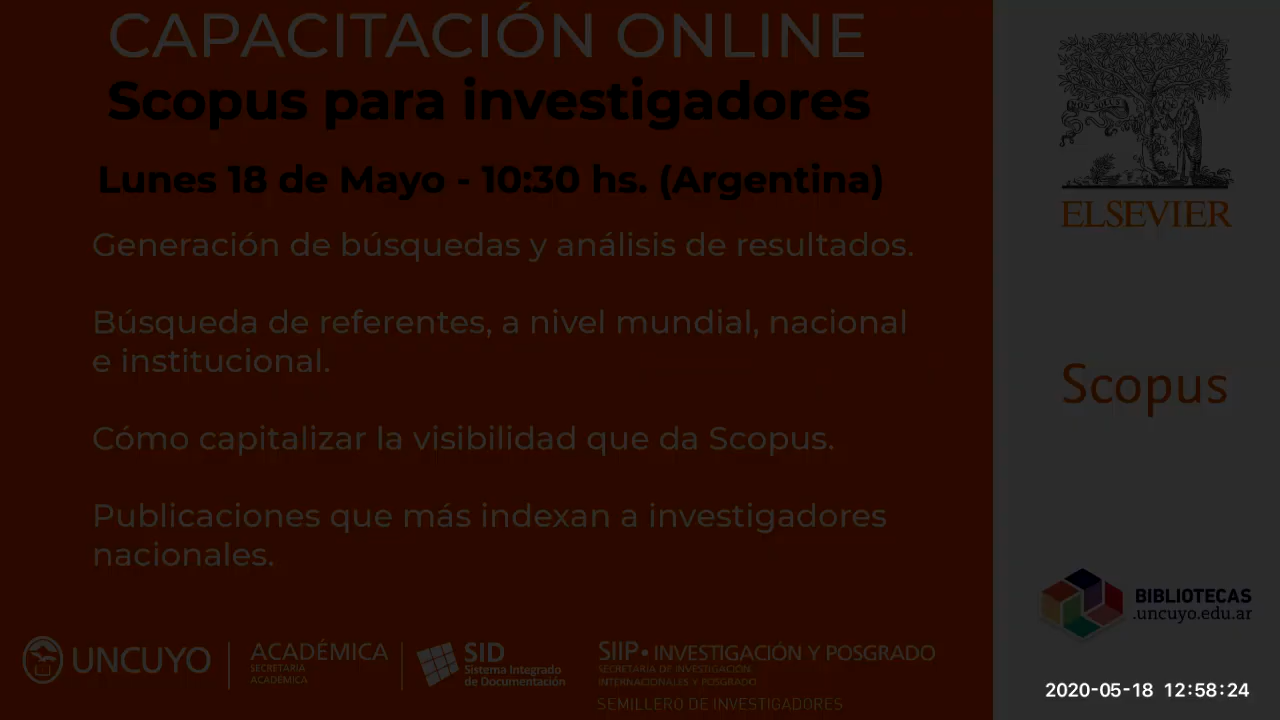 CAPACITACIÓN ONLINE
Scopus para investigadores
Lunes 18 de Mayo - 10:30 hs. (Argentina)
Generación de búsquedas y análisis de resultados.
Búsqueda de referentes, a nivel mundial, nacional
e institucional.
Cómo capitalizar la visibilidad que da Scopus.
Publicaciones que más indexan a investigadores
nacionales.
UNCUYO
ACADÉMICA
SECRETARÍA
ACADÉMICA
SID
Sistema Integrado
de Documentación
SIIP• INVESTIGACIÓN Y POSGRADO
SECRETARÍA DE INVESTIGACIÓN,
INTERNACIONALES Y POSGRADO
SEMILLERO DE INVESTIGADORES
ELSEVIER
Scopus
BIBLIOTECAS
.uncuyo.edu.ar
2020-05-18 12:58:24